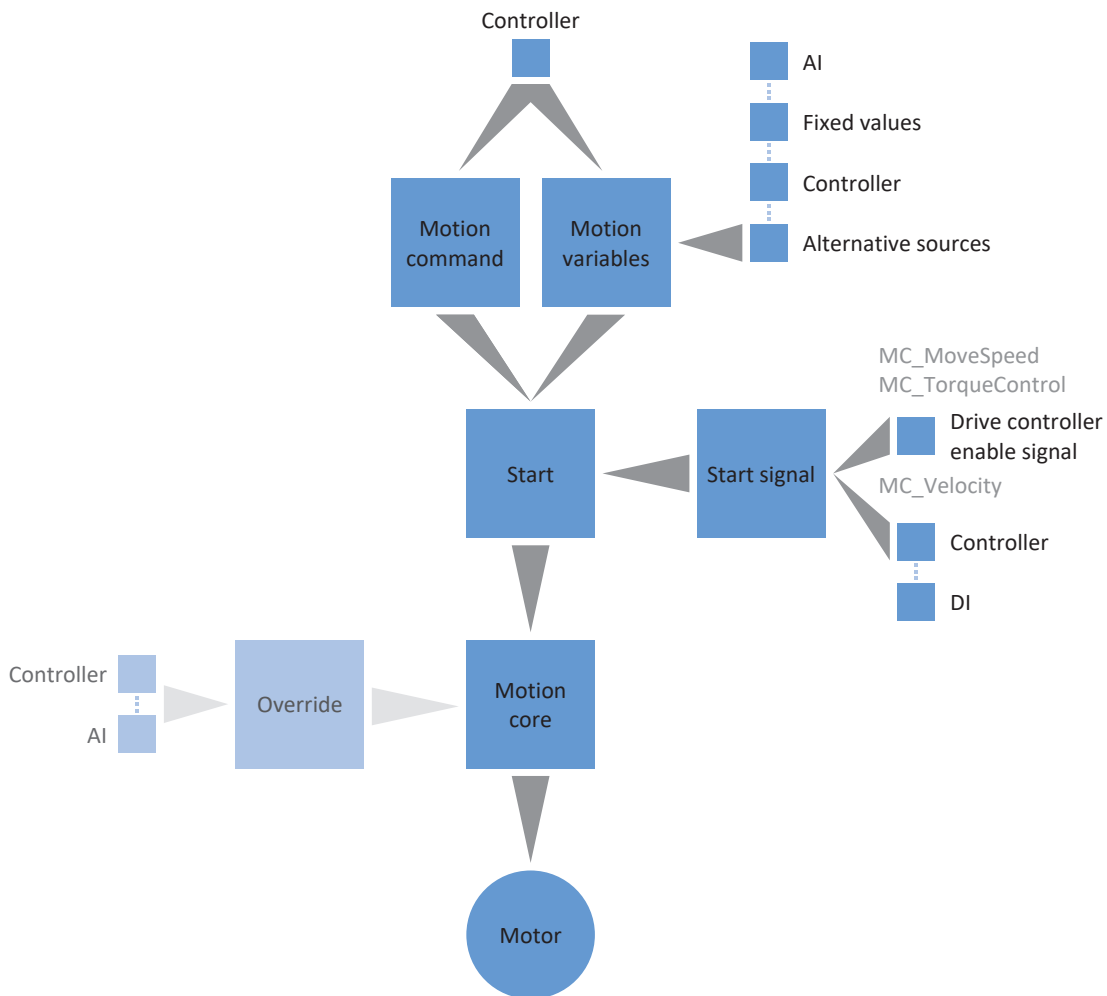 Controller
AI
Fixed values
Controller
Alternative sources
Motion
command
Motion
variables
MC_MoveSpeed
MC_TorqueControl
Drive controller
enable signal
Start
Start signal
MC_Velocity
Controller
DI
Controller
AI
Override
Motion
core
Motor